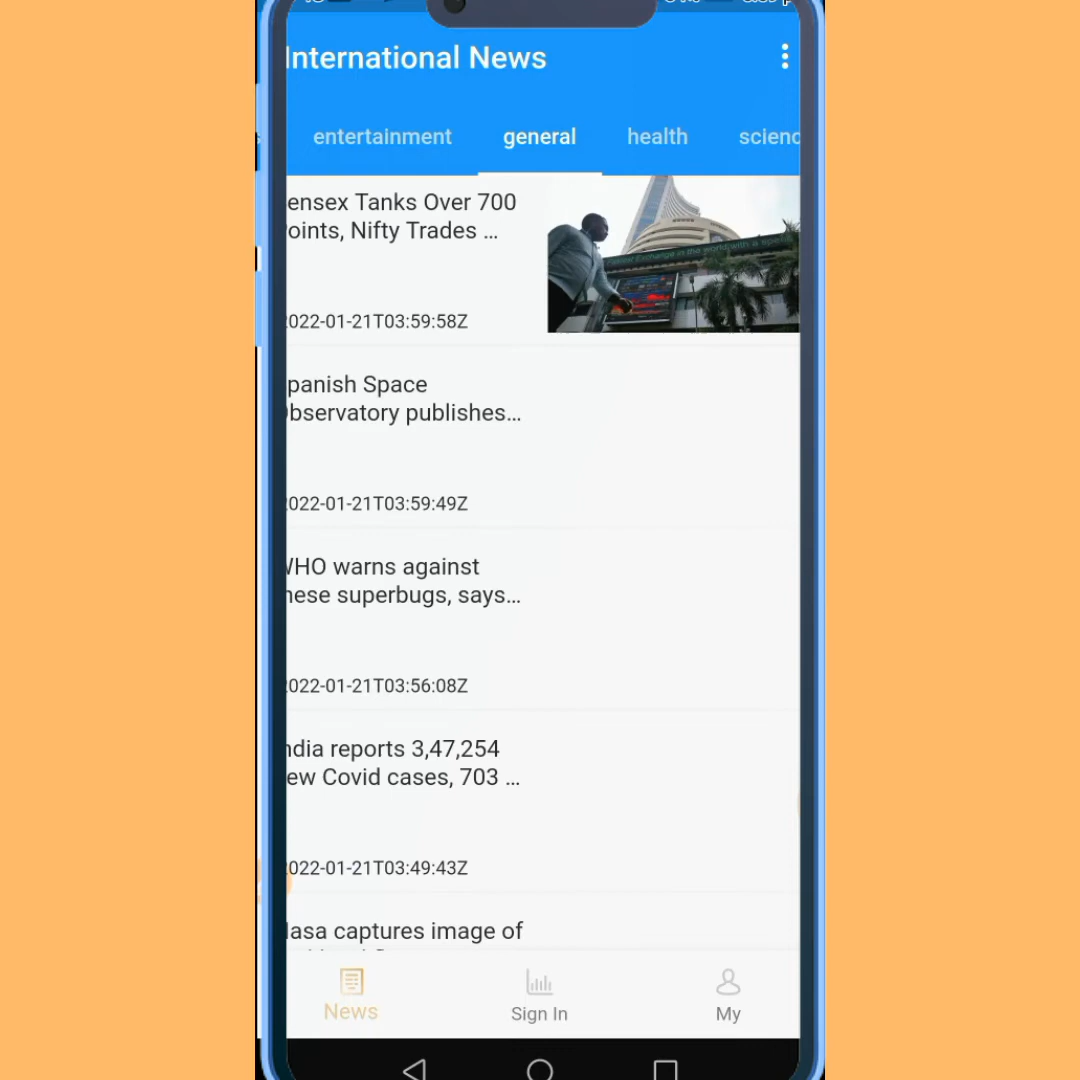 International News
entertainment general health scienc
ensex Tanks Over 700
oints, Nifty Trades ...
022-01-21T03:59:58Z
panish Space
bservatory publishes...
022-01-21T03:59:49Z
WHO warns against
hese superbugs, says...
022-01-21T03:56:08Z
ndia reports 3,47,254
ew Covid cases, 703 ...
022-01-21T03:49:43Z
asa captures image of
News Sign In My